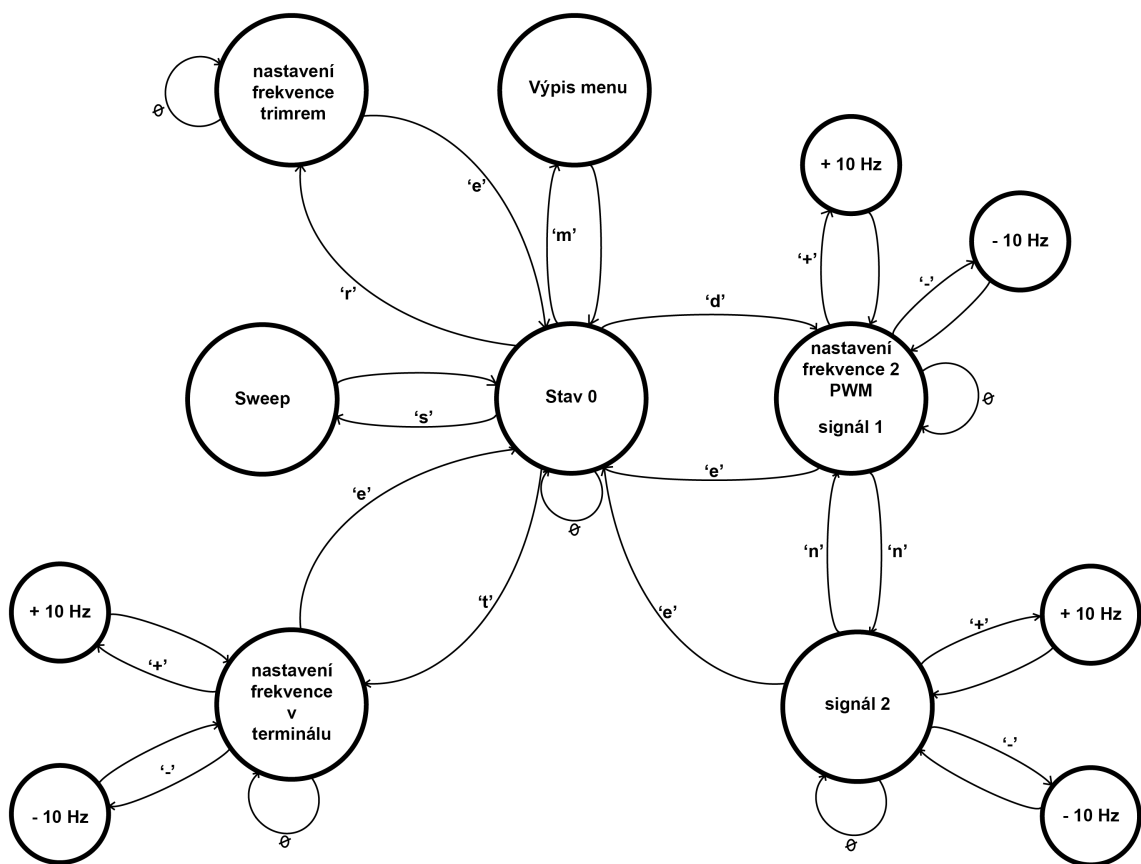 nastavení
frekvence
trimrem
Výpis menu
+ 10 Hz
- 10 Hz
ø
‘e’
‘m’
‘+’
‘-’
‘r’
‘d’
nastavení
frekvence 2
PWM
signál 1
Sweep
Stav 0
ø
‘s’
‘e’
‘e’
ø
‘n’
‘n’
‘t’
‘e’
+ 10 Hz
‘+’
nastavení
frekvence
v
terminálu
signál 2
‘+’
+ 10 Hz
‘-’
- 10 Hz
‘-’
- 10 Hz
ø
ø